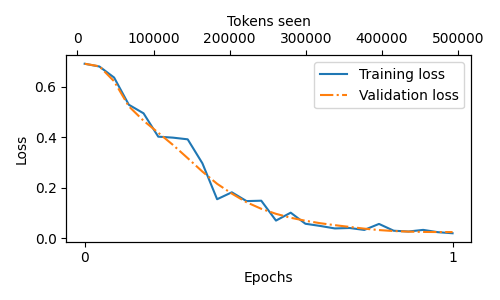 Tokens seen
0 100000 200000 300000 400000 500000
Training loss
Validation loss
0.6
0.4
0.2
0.0
Loss
0 1
Epochs